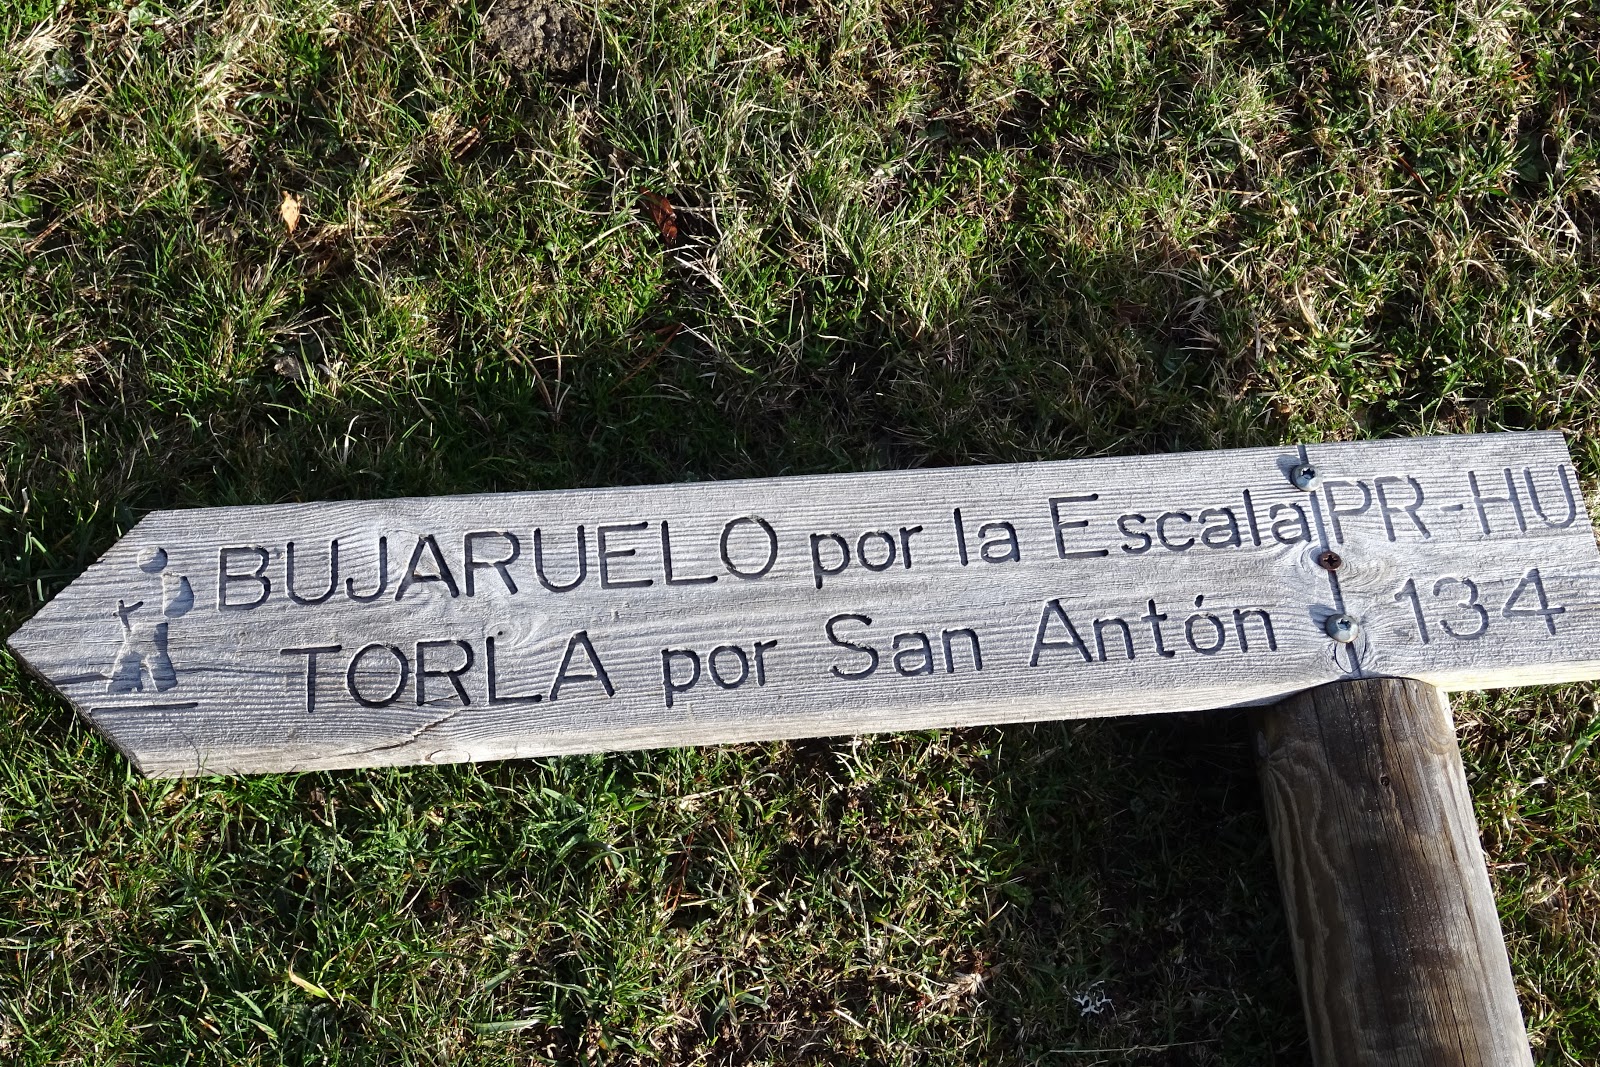 BUJARUELO por la Escala PR-HU
TORLA por San Antón 134